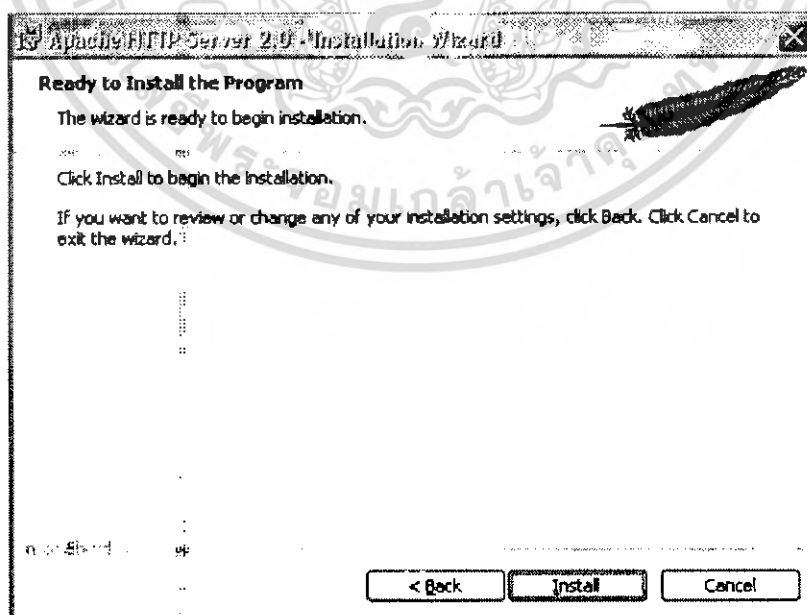 Apache HTTP Server 2.0 - Installation Wizard
Ready to Install the Program
The wizard is ready to begin installation.
Click Install to begin the installation.
If you want to review or change any of your installation settings, click Back. Click Cancel to
exit the wizard.
< Back Install Cancel